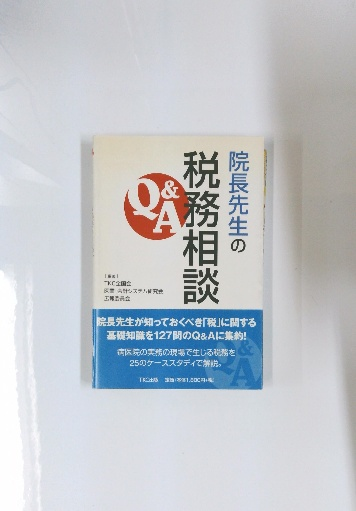 院長先生の
税務相談
Q&A
TKC全国会
医業・会計システム研究会
広報委員会
院長先生が知っておくべき「税」に関する
基礎知識を127問のQ&Aに集約!
病医院の実務の現場で生じる税務を
25のケーススタディで解説。
TKC出版